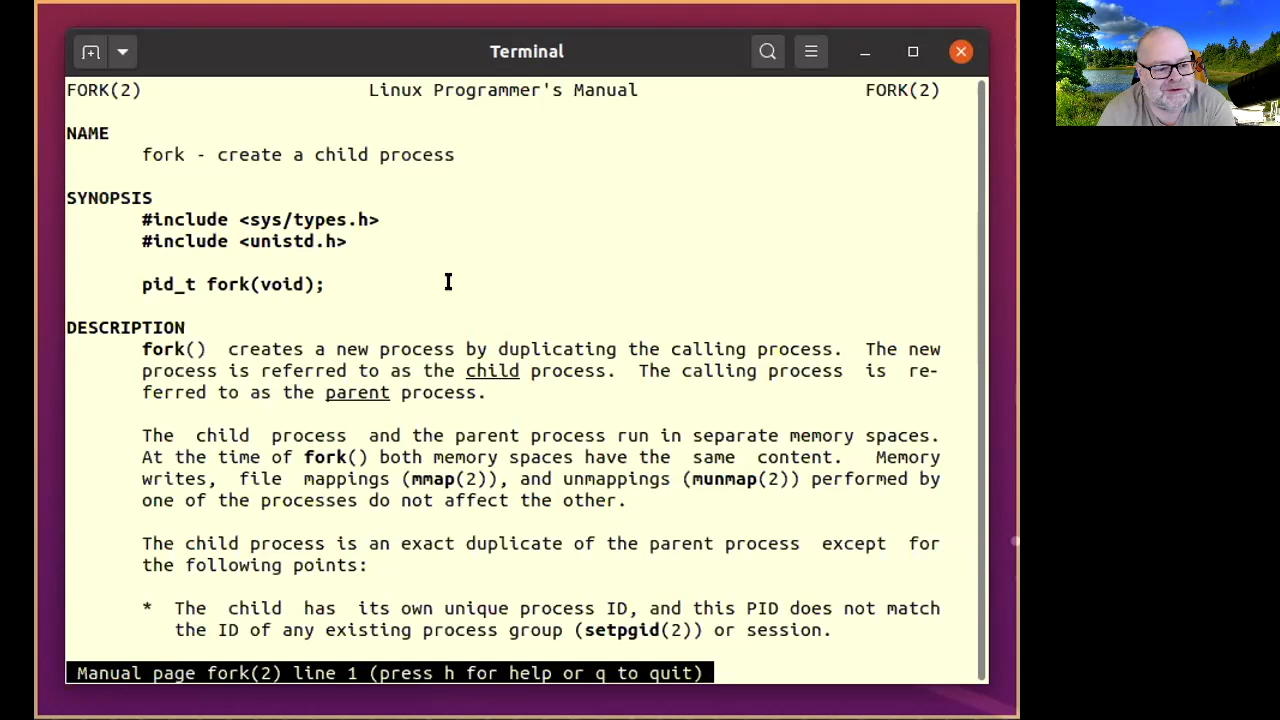 Terminal
FORK(2) Linux Programmer's Manual FORK(2)
NAME
fork - create a child process
SYNOPSIS
#include <sys/types.h>
#include <unistd.h>
pid_t fork(void);
DESCRIPTION
fork() creates a new process by duplicating the calling process. The new
process is referred to as the child process. The calling process is re-
ferred to as the parent process.
The child process and the parent process run in separate memory spaces.
At the time of fork() both memory spaces have the same content. Memory
writes, file mappings (mmap(2)), and unmappings (munmap(2)) performed by
one of the processes do not affect the other.
The child process is an exact duplicate of the parent process except for
the following points:
* The child has its own unique process ID, and this PID does not match
the ID of any existing process group (setpgid(2)) or session.
Manual page fork(2) line 1 (press h for help or q to quit)